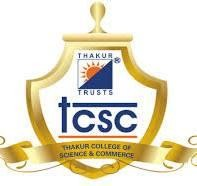 THAKUR
TRUSTS
®
tcsc
THAKUR COLLEGE OF
SCIENCE & COMMERCE